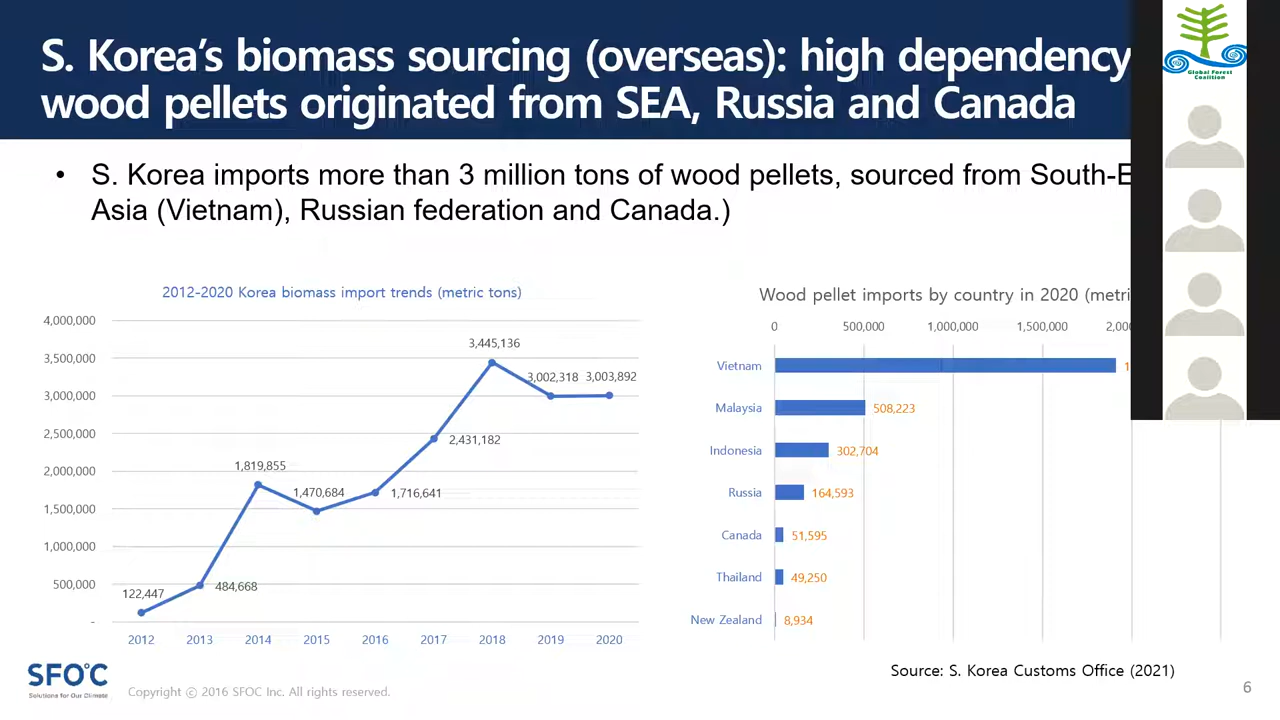 S. Korea's biomass sourcing (overseas): high dependency
wood pellets originated from SEA, Russia and Canada
Global Forest
Coalition
• S. Korea imports more than 3 million tons of wood pellets, sourced from South-E
Asia (Vietnam), Russian federation and Canada.)
2012-2020 Korea biomass import trends (metric tons)
4,000,000
3,500,000
3,000,000
2,500,000
2,000,000
1,500,000
1,000,000
500,000
-
122,447
484,668
1,819,855
1,470,684
1,716,641
2,431,182
3,445,136
3,002,318
3,003,892
2012 2013 2014 2015 2016 2017 2018 2019 2020
Wood pellet imports by country in 2020 (metri
0 500,000 1,000,000 1,500,000 2,00
Vietnam 1
Malaysia 508,223
Indonesia 302,704
Russia 164,593
Canada 51,595
Thailand 49,250
New Zealand 8,934
Source: S. Korea Customs Office (2021)
SFOC
Solutions for Our Climate
Copyright ⓒ 2016 SFOC Inc. All rights reserved.
6